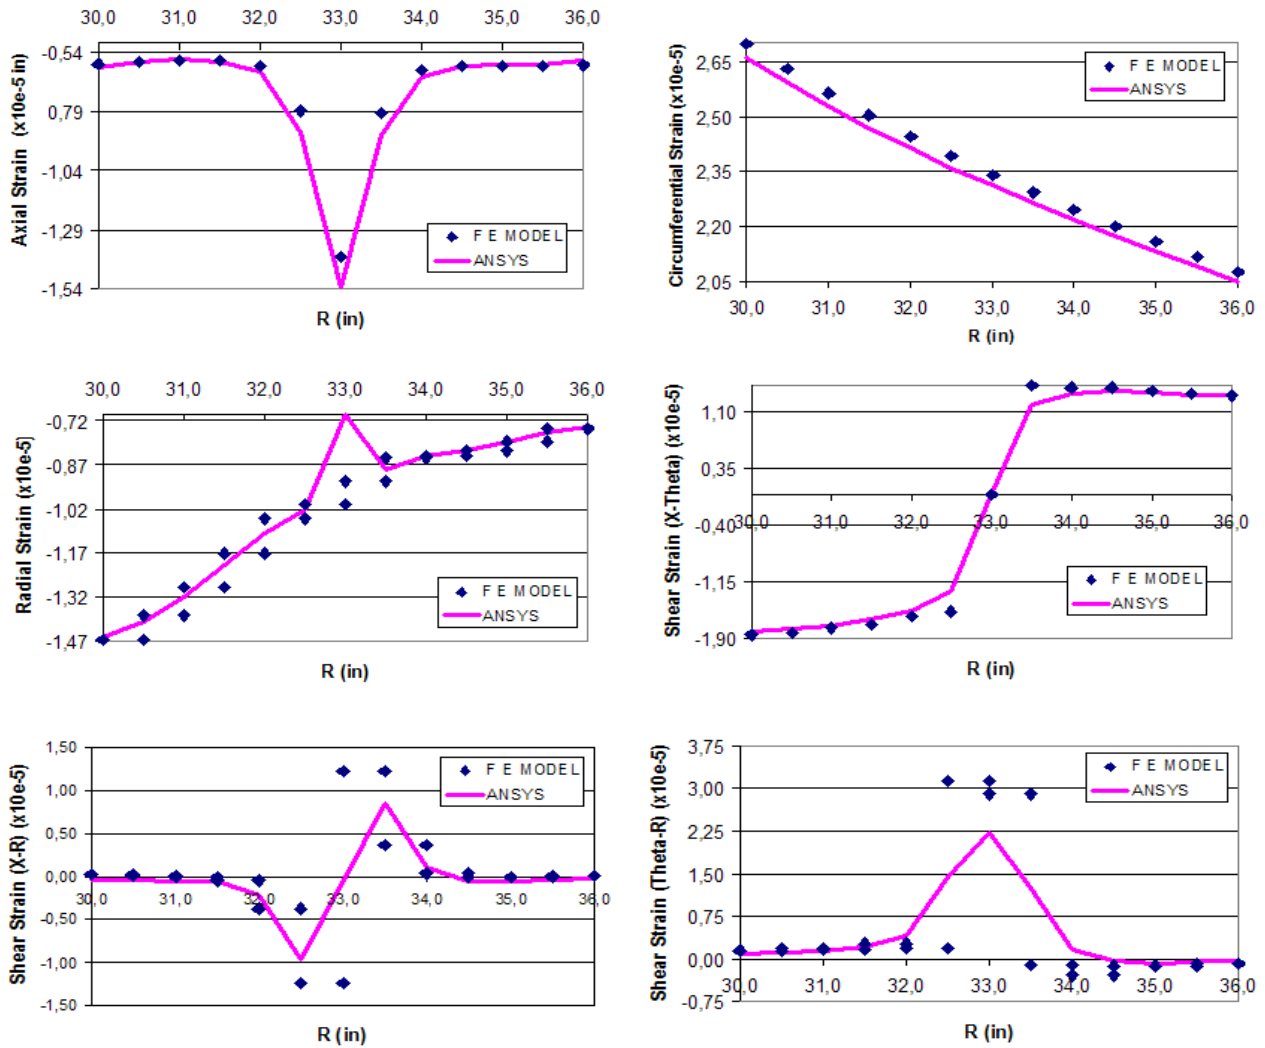 30,0 31,0 32,0 33,0 34,0 35,0 36,0
-0,54
0,79
-1,04
-1,29
-1,54
Axial Strain (x10e-5 in)
F E MODEL
ANSYS
R (in)
2,65
2,50
2,35
2,20
2,05
Circumferential Strain (x10e-5)
F E MODEL
ANSYS
30,0 31,0 32,0 33,0 34,0 35,0 36,0
R (in)
30,0 31,0 32,0 33,0 34,0 35,0 36,0
-0,72
-0,87
-1,02
-1,17
-1,32
-1,47
Radial Strain (x10e-5)
F E MODEL
ANSYS
R (in)
1,10
0,35
-0,40
-1,15
-1,90
Shear Strain (X-Theta) (x10e-5)
30,0 31,0 32,0 33,0 34,0 35,0 36,0
F E MODEL
ANSYS
R (in)
1,50
1,00
0,50
0,00
-0,50
-1,00
-1,50
Shear Strain (X-R) (x10e-5)
F E MODEL
ANSYS
30,0 31,0 32,0 33,0 34,0 35,0 36,0
R (in)
3,75
3,00
2,25
1,50
0,75
0,00
-0,75
Shear Strain (Theta-R) (x10e-5)
F E MODEL
ANSYS
30,0 31,0 32,0 33,0 34,0 35,0 36,0
R (in)